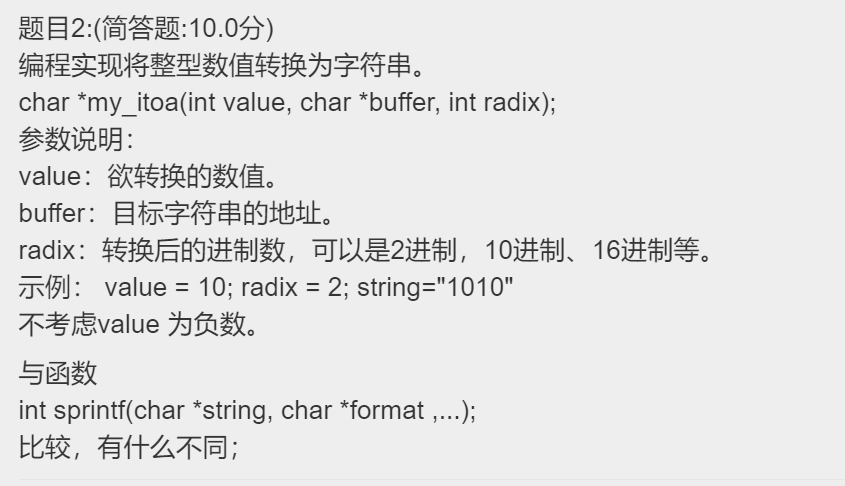 题目2:(简答题:10.0分)
编程实现将整型数值转换为字符串。
char *my_itoa(int value, char *buffer, int radix);
参数说明：
value：欲转换的数值。
buffer：目标字符串的地址。
radix：转换后的进制数，可以是2进制，10进制、16进制等。
示例： value = 10; radix = 2; string="1010"
不考虑value 为负数。
与函数
int sprintf(char *string, char *format ,...);
比较，有什么不同；